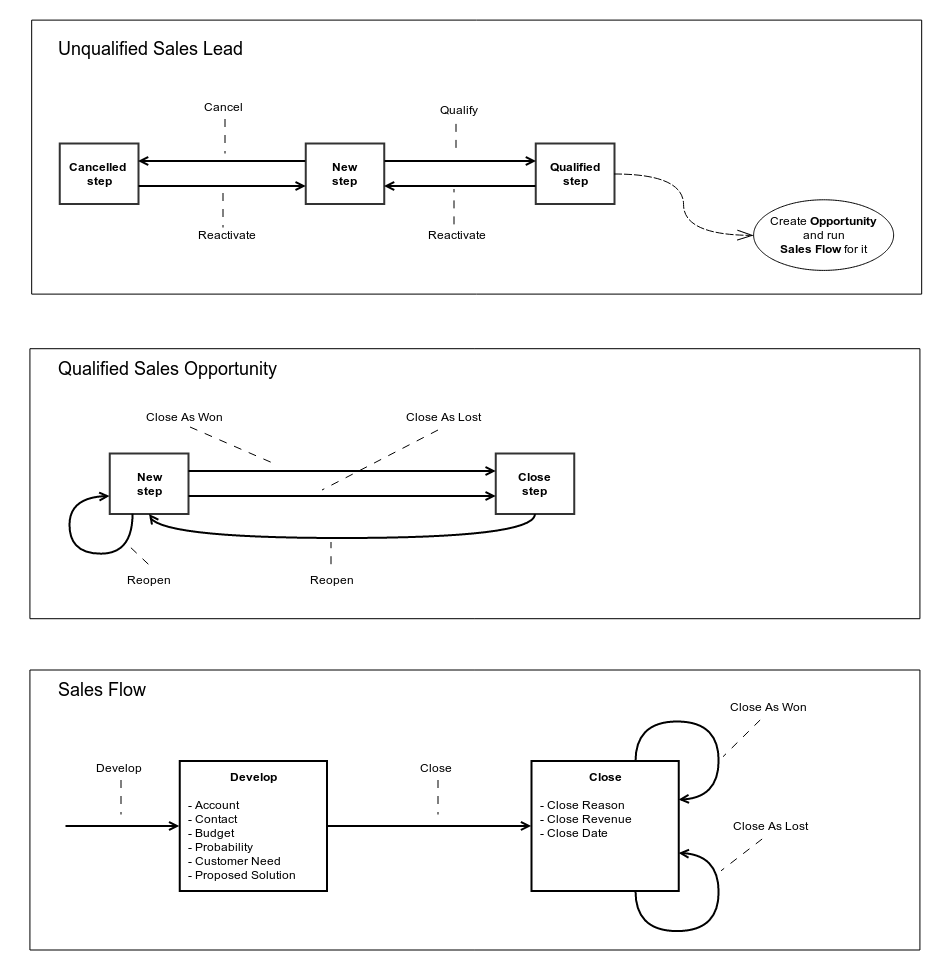 Unqualified Sales Lead
Cancel
Qualify
Cancelled
step
New
step
Qualified
step
Reactivate
Reactivate
Create Opportunity
and run
Sales Flow for it
Qualified Sales Opportunity
Close As Won
Close As Lost
New
step
Close
step
Reopen
Reopen
Sales Flow
Close As Won
Develop
Close
Develop
- Account
- Contact
- Budget
- Probability
- Customer Need
- Proposed Solution
Close
- Close Reason
- Close Revenue
- Close Date
Close As Lost